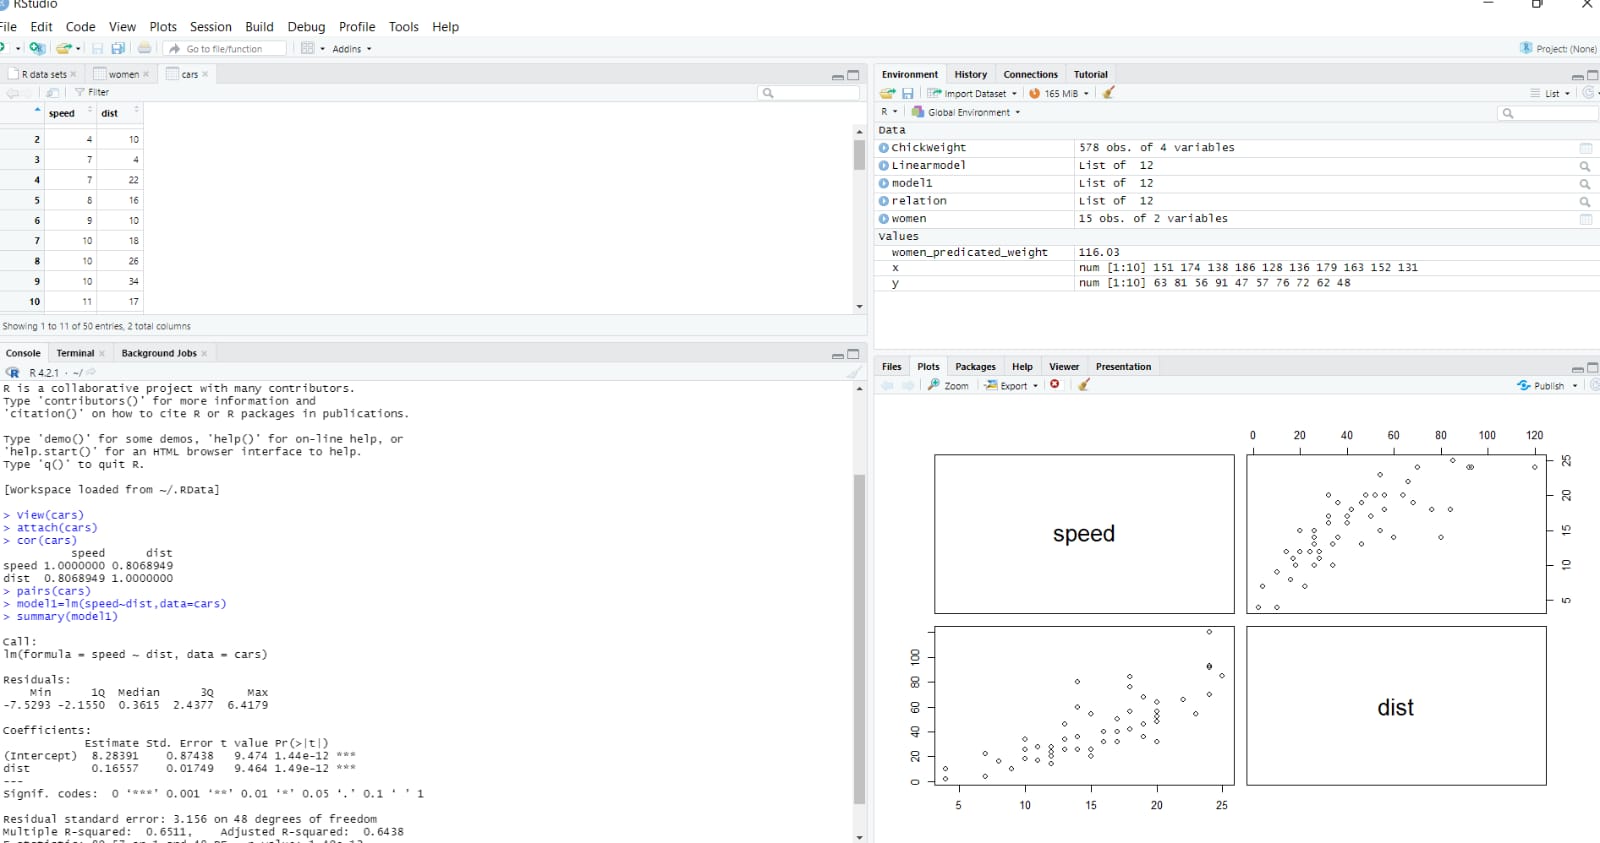 RStudio
File Edit Code View Plots Session Build Debug Profile Tools Help
Go to file/function Addins Project: (None)
R data sets women cars
Filter
speed dist
2 4 10
3 7 4
4 7 22
5 8 16
6 9 10
7 10 18
8 10 26
9 10 34
10 11 17
Showing 1 to 11 of 50 entries, 2 total columns
Console Terminal Background Jobs
R 4.2.1 · ~/
R is a collaborative project with many contributors.
Type 'contributors()' for more information and
'citation()' on how to cite R or R packages in publications.
Type 'demo()' for some demos, 'help()' for on-line help, or
'help.start()' for an HTML browser interface to help.
Type 'q()' to quit R.
[Workspace loaded from ~/.RData]
> View(cars)
> attach(cars)
> cor(cars)
speed dist
speed 1.0000000 0.8068949
dist 0.8068949 1.0000000
> pairs(cars)
> model1=lm(speed~dist,data=cars)
> summary(model1)
Call:
lm(formula = speed ~ dist, data = cars)
Residuals:
Min 1Q Median 3Q Max
-7.5293 -2.1550 0.3615 2.4377 6.4179
Coefficients:
Estimate Std. Error t value Pr(>|t|)
(Intercept) 8.28391 0.87438 9.474 1.44e-12 ***
dist 0.16557 0.01749 9.464 1.49e-12 ***
---
Signif. codes: 0 ‘***’ 0.001 ‘**’ 0.01 ‘*’ 0.05 ‘.’ 0.1 ‘ ’ 1
Residual standard error: 3.156 on 48 degrees of freedom
Multiple R-squared: 0.6511, Adjusted R-squared: 0.6438
Environment History Connections Tutorial
Import Dataset 165 MiB List
R Global Environment
Data
ChickWeight 578 obs. of 4 variables
Linearmodel List of 12
model1 List of 12
relation List of 12
women 15 obs. of 2 variables
Values
women_predicated_weight 116.03
x num [1:10] 151 174 138 186 128 136 179 163 152 131
y num [1:10] 63 81 56 91 47 57 76 72 62 48
Files Plots Packages Help Viewer Presentation
Zoom Export Publish
0 20 40 60 80 100 120
speed
25
20
15
10
5
100
80
60
40
20
0
dist
5 10 15 20 25